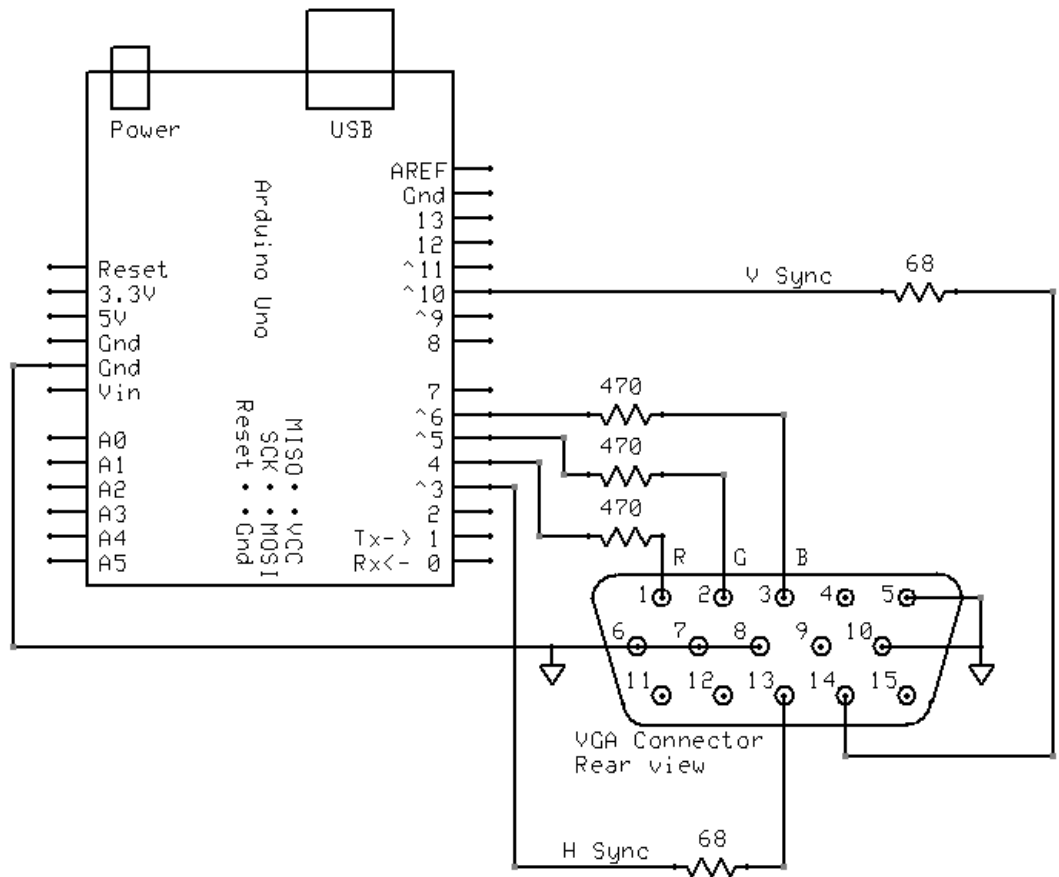 Power
USB
Arduino Uno
AREF
Gnd
13
12
^11
^10
^9
8
7
^6
^5
4
^3
2
Tx-> 1
Rx<- 0
Reset
3.3V
5V
Gnd
Gnd
Vin
A0
A1
A2
A3
A4
A5
MISO • • VCC
SCK • • MOSI
Reset • • Gnd
V Sync
68
470
470
470
R G B
1 2 3 4 5
6 7 8 9 10
11 12 13 14 15
VGA Connector
Rear view
H Sync
68